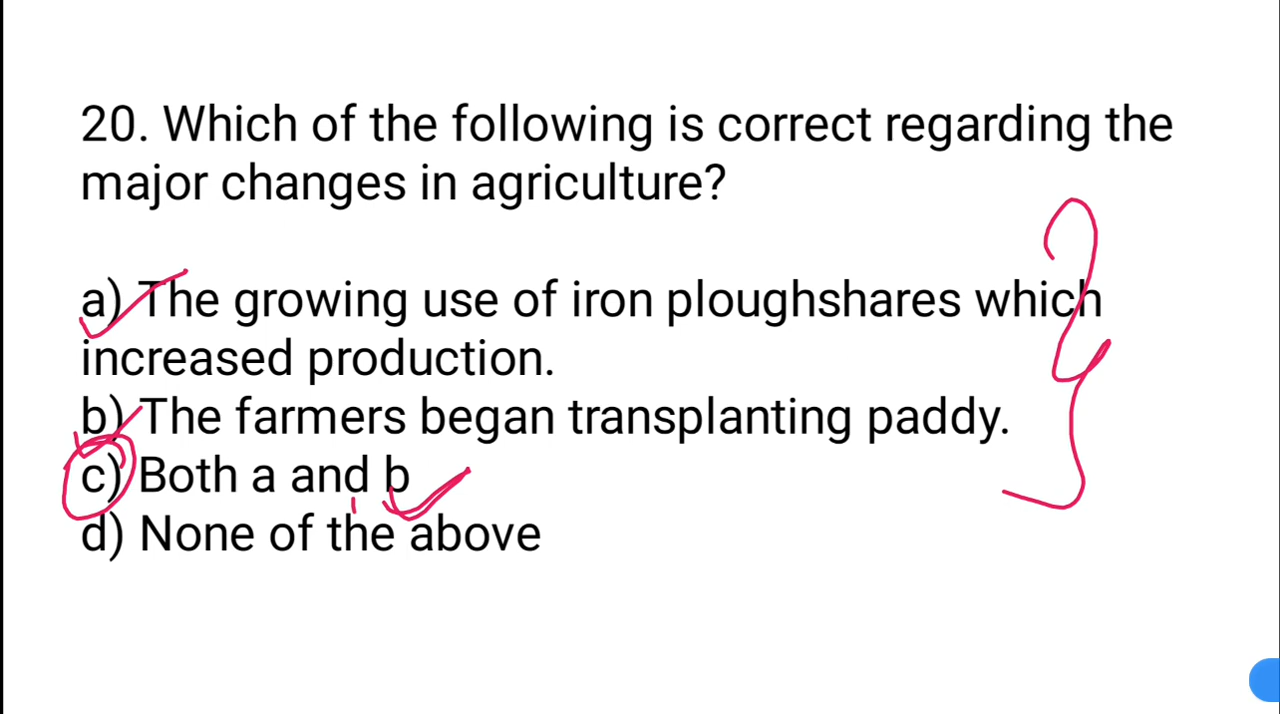 20. Which of the following is correct regarding the
major changes in agriculture?
a) The growing use of iron ploughshares which
increased production.
b) The farmers began transplanting paddy.
c) Both a and b
d) None of the above